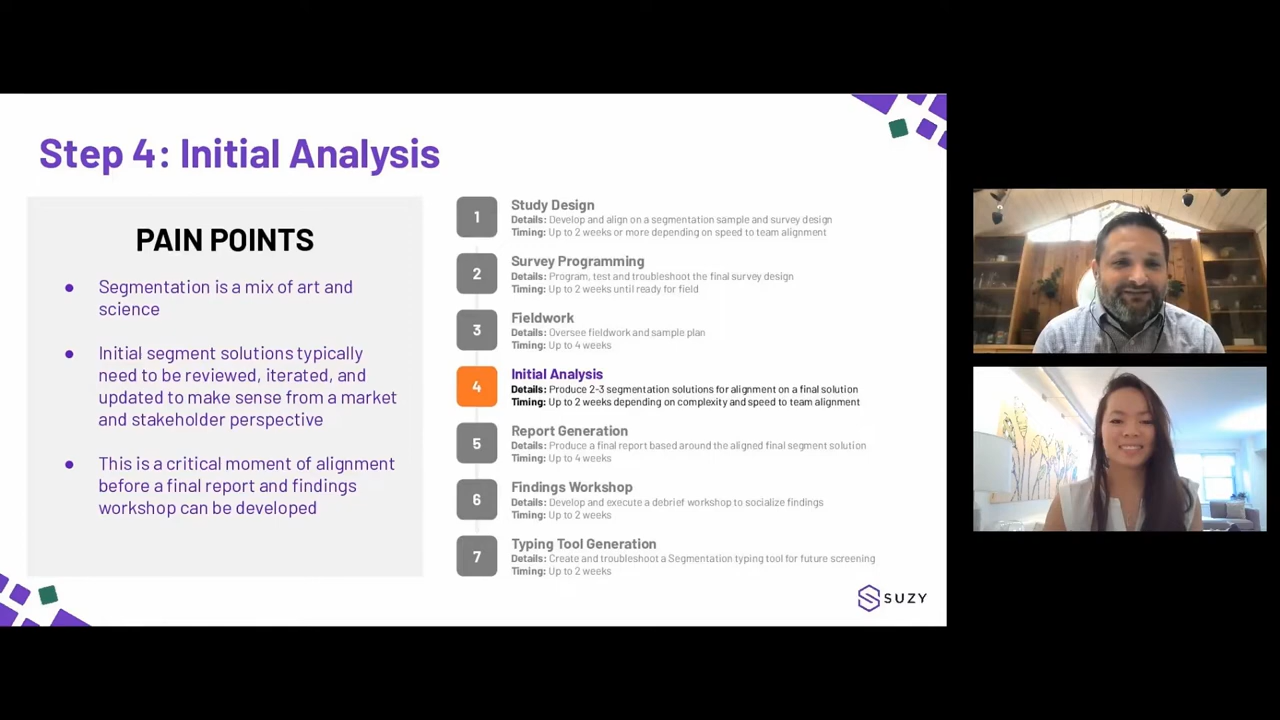 Step 4: Initial Analysis
PAIN POINTS
● Segmentation is a mix of art and
science
● Initial segment solutions typically
need to be reviewed, iterated, and
updated to make sense from a market
and stakeholder perspective
● This is a critical moment of alignment
before a final report and findings
workshop can be developed
1
Study Design
Details: Develop and align on a segmentation sample and survey design
Timing: Up to 2 weeks or more depending on speed to team alignment
2
Survey Programming
Details: Program, test and troubleshoot the final survey design
Timing: Up to 2 weeks until ready for field
3
Fieldwork
Details: Oversee fieldwork and sample plan
Timing: Up to 4 weeks
4
Initial Analysis
Details: Produce 2-3 segmentation solutions for alignment on a final solution
Timing: Up to 2 weeks depending on complexity and speed to team alignment
5
Report Generation
Details: Produce a final report based around the aligned final segment solution
Timing: Up to 4 weeks
6
Findings Workshop
Details: Develop and execute a debrief workshop to socialize findings
Timing: Up to 2 weeks
7
Typing Tool Generation
Details: Create and troubleshoot a Segmentation typing tool for future screening
Timing: Up to 2 weeks
SUZY